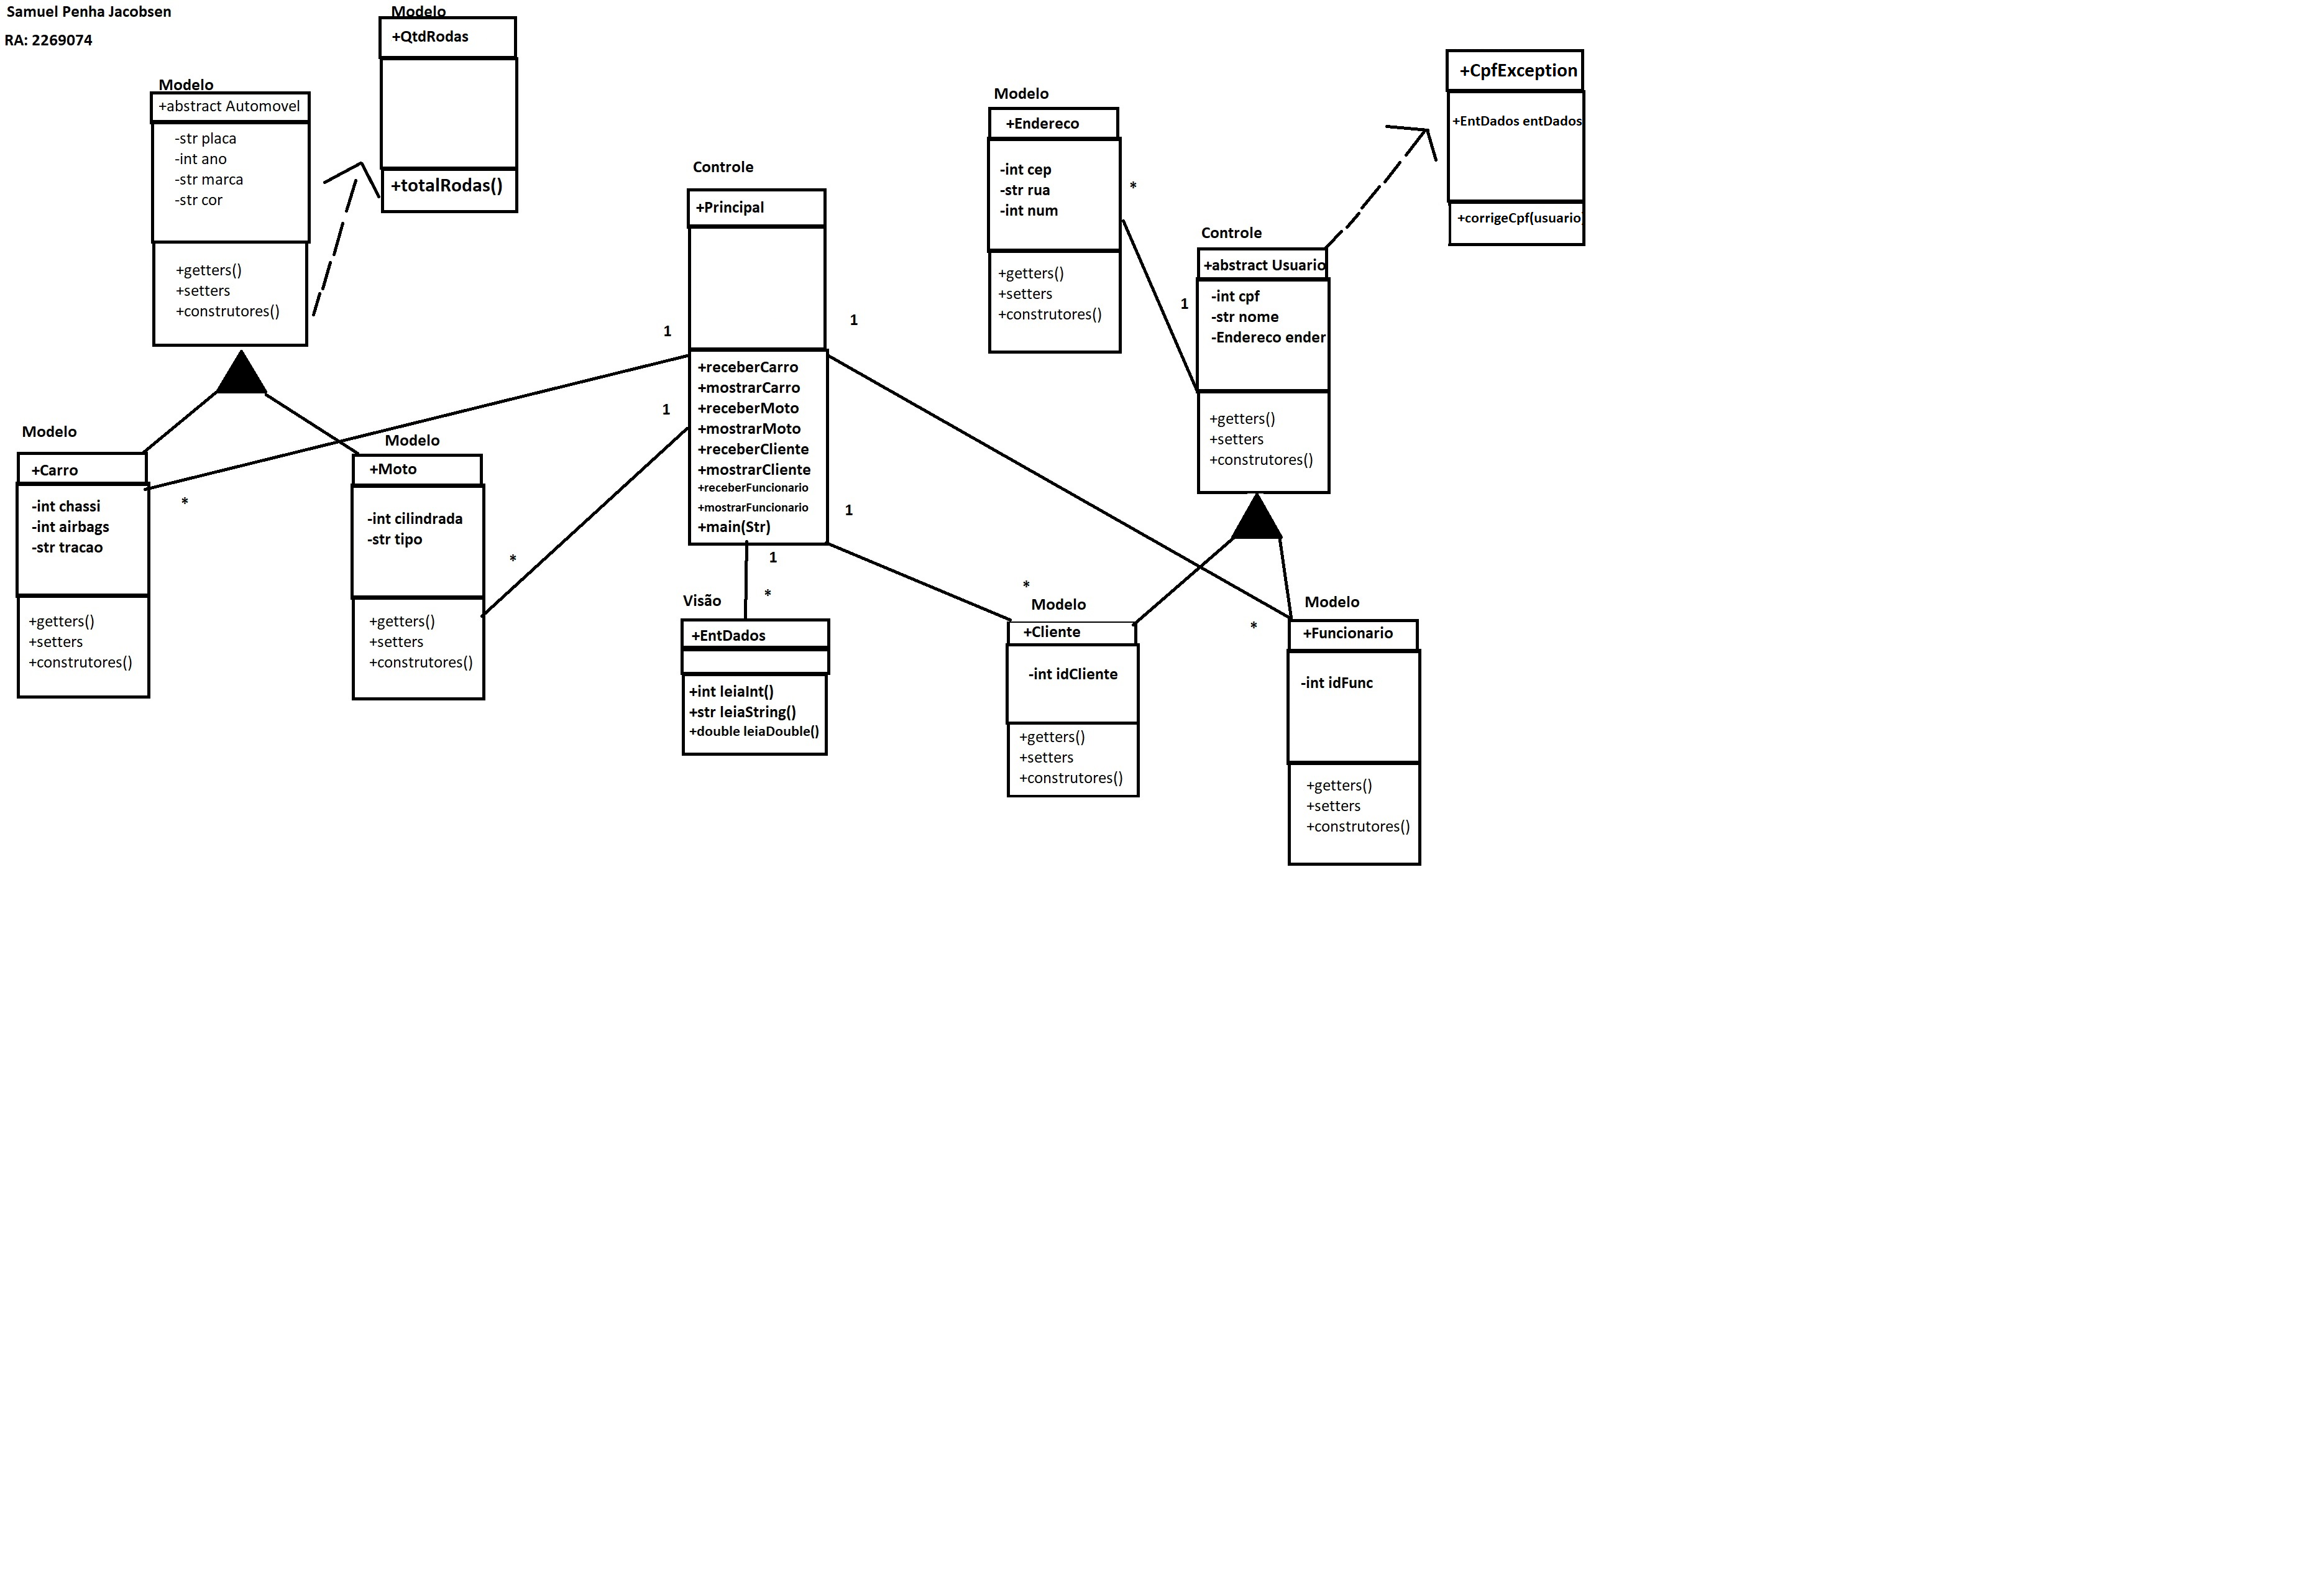 Samuel Penha Jacobsen
RA: 2269074
Modelo
+QtdRodas
+totalRodas()
Modelo
+abstract Automovel
-str placa
-int ano
-str marca
-str cor
+getters()
+setters
+construtores()
Modelo
+Carro
-int chassi
-int airbags
-str tracao
+getters()
+setters
+construtores()
*
Modelo
+Moto
-int cilindrada
-str tipo
+getters()
+setters
+construtores()
*
Controle
+Principal
1
1
1
1
+receberCarro
+mostrarCarro
+receberMoto
+mostrarMoto
+receberCliente
+mostrarCliente
+receberFuncionario
+mostrarFuncionario
+main(Str)
1
*
Visão
+EntDados
+int leiaInt()
+str leiaString()
+double leiaDouble()
Modelo
+Endereco
-int cep
-str rua
-int num
+getters()
+setters
+construtores()
*
1
Controle
+abstract Usuario
-int cpf
-str nome
-Endereco ender
+getters()
+setters
+construtores()
+CpfException
+EntDados entDados
+corrigeCpf(usuario
*
Modelo
+Cliente
-int idCliente
+getters()
+setters
+construtores()
*
Modelo
+Funcionario
-int idFunc
+getters()
+setters
+construtores()